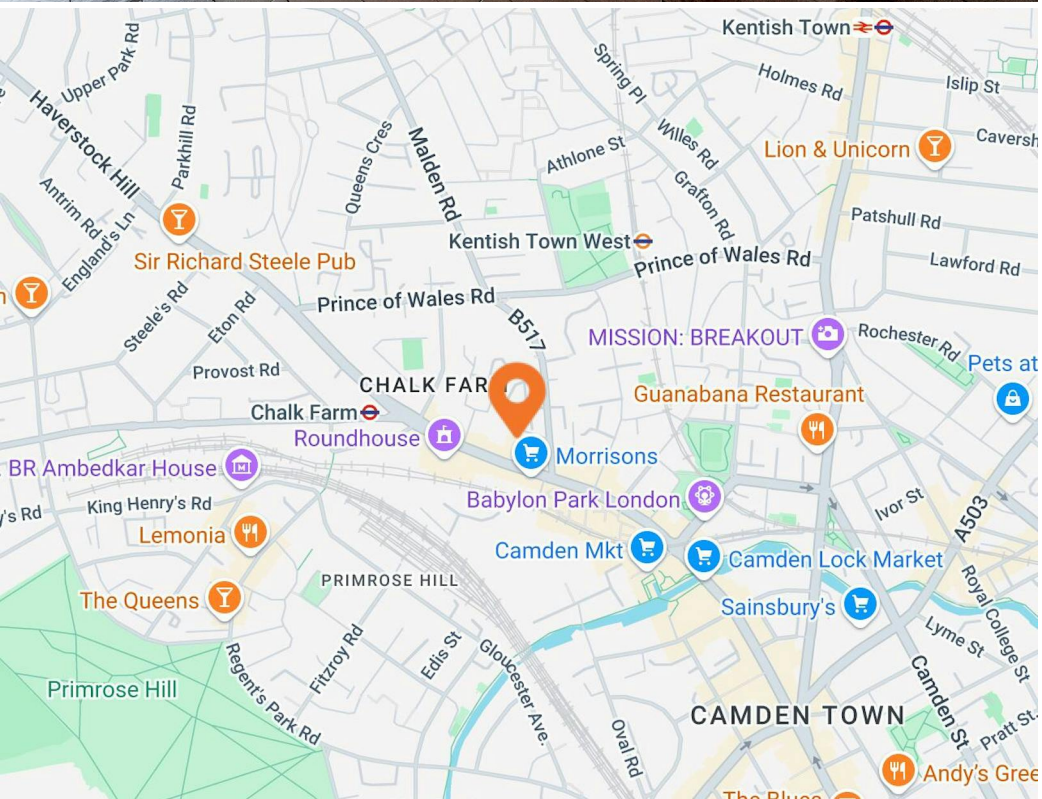 Kentish Town
Upper Park Rd
Spring Pl
Holmes Rd
Islip St
Haverstock Hill
Parkhill Rd
Queens Cres
Malden Rd
Willes Rd
Lion & Unicorn
Athlone St
Grafton Rd
Antrim Rd
England's Ln
Patshull Rd
Kentish Town West
Sir Richard Steele Pub
Prince of Wales Rd
Lawford Rd
Steele's Rd
Eton Rd
Prince of Wales Rd
B517
MISSION: BREAKOUT
Rochester Rd
Pets at
Provost Rd
CHALK FAR
Guanabana Restaurant
Chalk Farm
Roundhouse
Morrisons
BR Ambedkar House
Babylon Park London
King Henry's Rd
Ivor St
A503
Lemonia
Camden Mkt
Camden Lock Market
PRIMROSE HILL
The Queens
Sainsbury's
Royal College St
Lyme St
Fitzroy Rd
Edis St
Gloucester Ave.
Regent's Park Rd
Primrose Hill
CAMDEN TOWN
Camden St
Oval Rd
Pratt St.
Andy's Gree